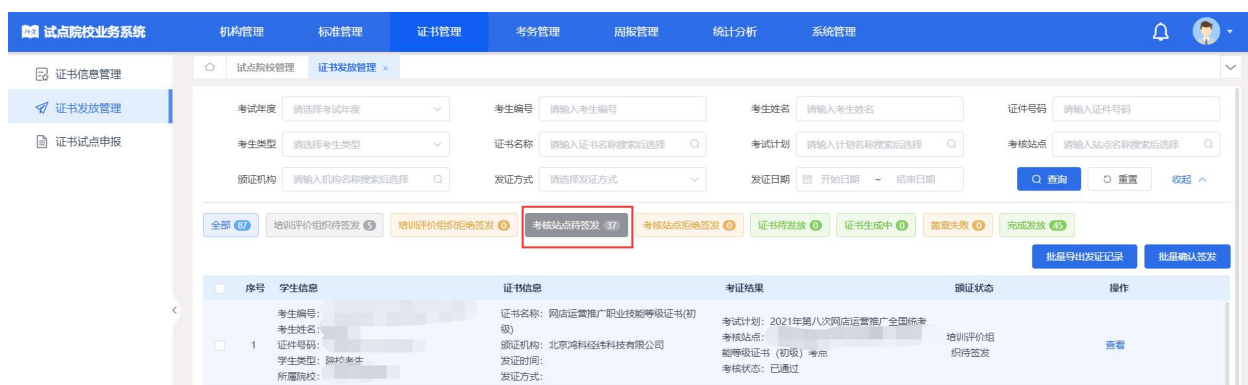 试点院校业务系统 机构管理 标准管理 证书管理 考务管理 周报管理 统计分析 系统管理
证书信息管理
证书发放管理
证书试点申报
试点院校管理 证书发放管理 ×
考试年度 请选择考试年度 考生编号 请输入考生编号 考生姓名 请输入考生姓名 证件号码 请输入证件号码
考生类型 请选择考生类型 证书名称 请输入证书名称搜索后选择 考试计划 请输入计划名称搜索后选择 考核站点 请输入站点名称搜索后选择
颁证机构 请输入机构名称搜索后选择 发证方式 请选择发证方式 发证日期 开始日期 ~ 结束日期 查询 重置 收起
全部 87 培训评价组织待签发 5 培训评价组织拒绝签发 0 考核站点待签发 37 考核站点拒绝签发 0 证书待发放 0 证书生成中 0 盖章失败 0 完成发放 45
批量导出发证记录 批量确认签发
序号 学生信息 证书信息 考证结果 颁证状态 操作
1
考生编号:
考生姓名:
证件号码:
学生类型: 院校考生
所属院校:
证书名称: 网店运营推广职业技能等级证书(初
级)
颁证机构: 北京鸿科经纬科技有限公司
发证时间:
发证方式:
考试计划: 2021年第八次网店运营推广全国统考
考核站点:
能等级证书 (初级) 考点
考核状态: 已通过
培训评价组
织待签发
查看